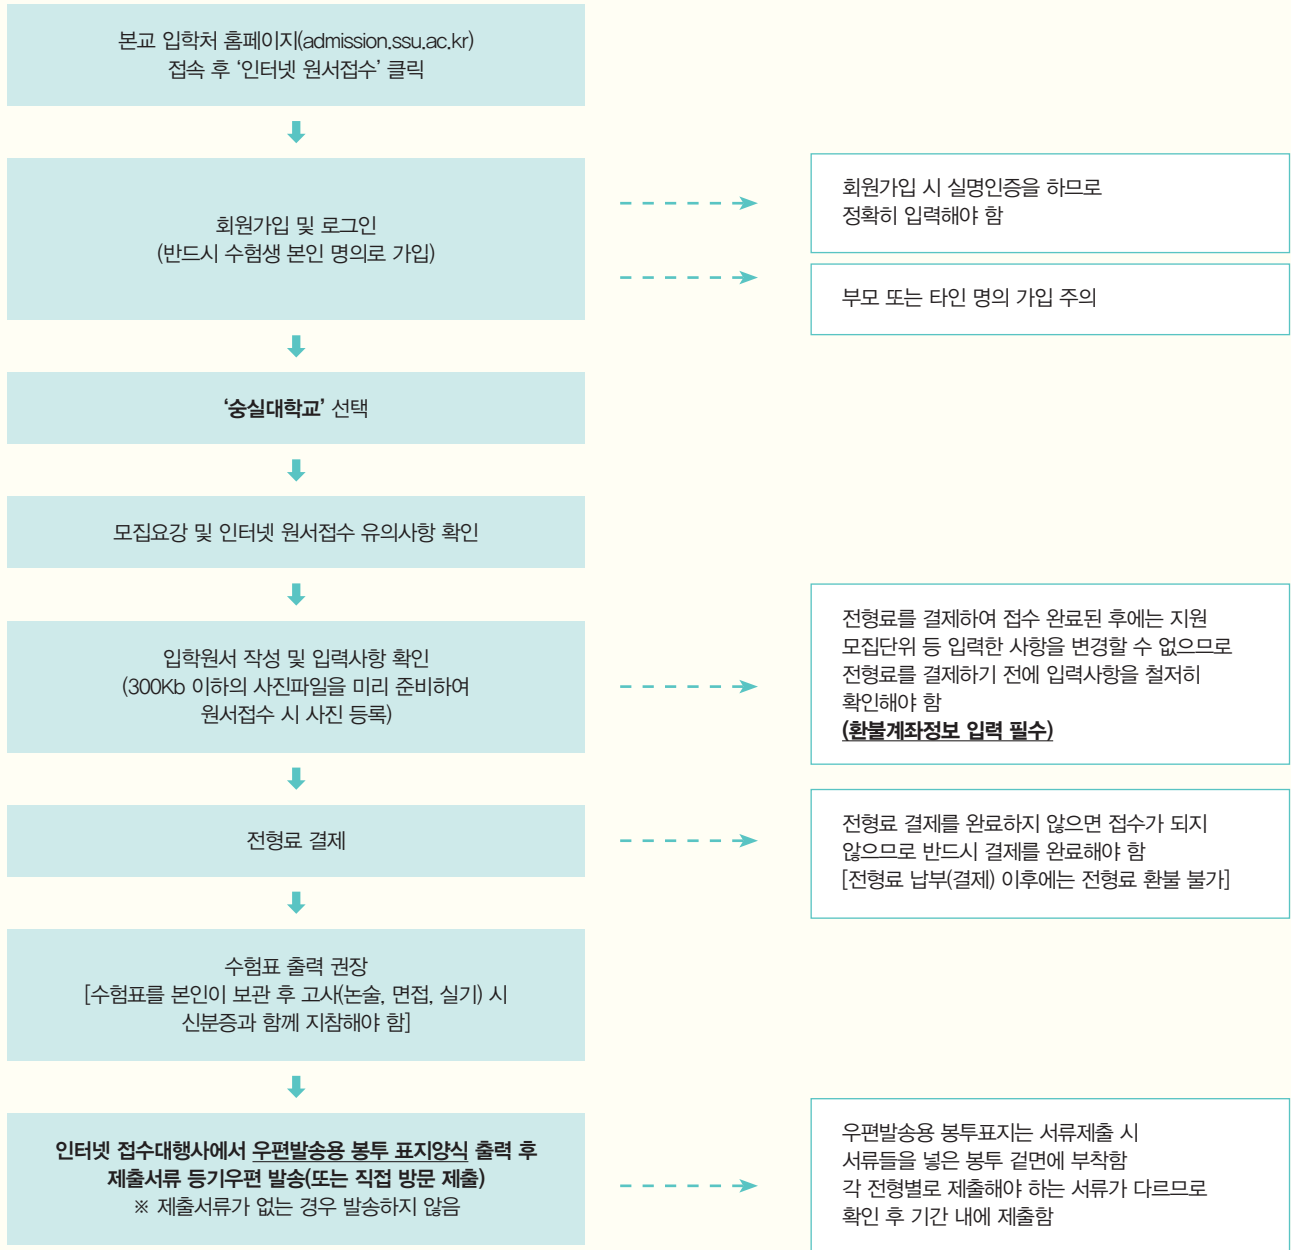 본교 입학처 홈페이지(admission.ssu.ac.kr)
접속 후 ‘인터넷 원서접수’ 클릭
회원가입 및 로그인
(반드시 수험생 본인 명의로 가입)
회원가입 시 실명인증을 하므로
정확히 입력해야 함
부모 또는 타인 명의 가입 주의
‘숭실대학교’ 선택
모집요강 및 인터넷 원서접수 유의사항 확인
입학원서 작성 및 입력사항 확인
(300Kb 이하의 사진파일을 미리 준비하여
원서접수 시 사진 등록)
전형료를 결제하여 접수 완료된 후에는 지원
모집단위 등 입력한 사항을 변경할 수 없으므로
전형료를 결제하기 전에 입력사항을 철저히
확인해야 함
(환불계좌정보 입력 필수)
전형료 결제
전형료 결제를 완료하지 않으면 접수가 되지
않으므로 반드시 결제를 완료해야 함
[전형료 납부(결제) 이후에는 전형료 환불 불가]
수험표 출력 권장
[수험표를 본인이 보관 후 고사(논술, 면접, 실기) 시
신분증과 함께 지참해야 함]
인터넷 접수대행사에서 우편발송용 봉투 표지양식 출력 후
제출서류 등기우편 발송(또는 직접 방문 제출)
※ 제출서류가 없는 경우 발송하지 않음
우편발송용 봉투표지는 서류제출 시
서류들을 넣은 봉투 겉면에 부착함
각 전형별로 제출해야 하는 서류가 다르므로
확인 후 기간 내에 제출함